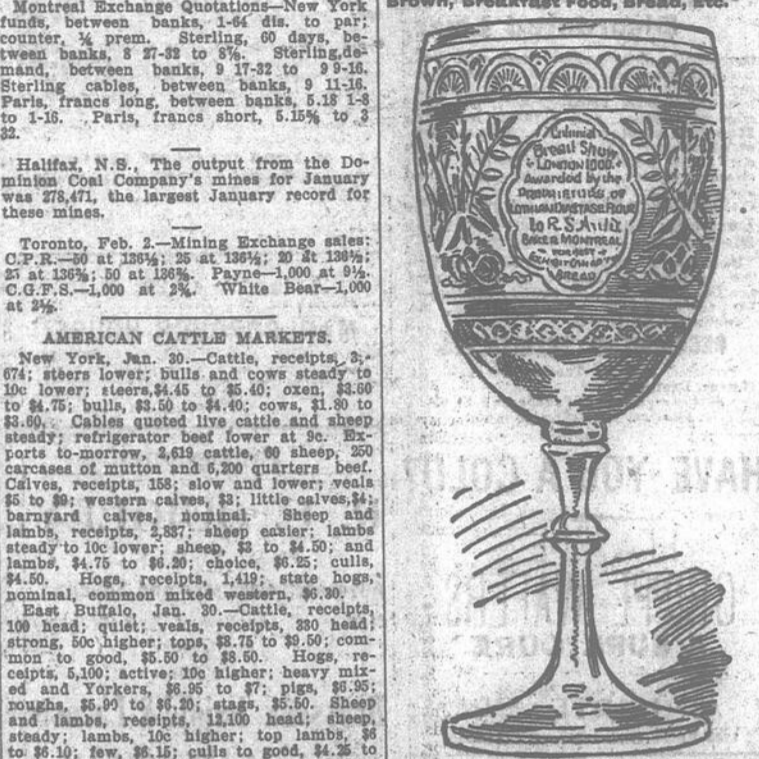 Montreal Exchange Quotations—New York
funds, between banks, 1-64 dis. to par;
counter, ¼ prem. Sterling, 60 days, be-
tween banks, 8 27-32 to 8⅞. Sterling,de-
mand, between banks, 9 17-32 to 9 9-16.
Sterling cables, between banks, 9 11-16.
Paris, francs long, between banks, 5.18 1-8
to 1-16. Paris, francs short, 5.15⅝ to 3
32.
Halifax, N.S., The output from the Do-
minion Coal Company's mines for January
was 278,471, the largest January record for
these mines.
Toronto, Feb. 2.—Mining Exchange sales:
C.P.R.—50 at 136½; 25 at 136½; 20 at 136½;
25 at 136⅝; 50 at 136⅝. Payne—1,000 at 9½.
C.G.F.S.—1,000 at 2⅝. White Bear—1,000
at 2½.
AMERICAN CATTLE MARKETS.
New York, Jan. 30.—Cattle, receipts, 3,-
674; steers lower; bulls and cows steady to
10c lower; steers,$4.45 to $5.40; oxen, $3.60
to $4.75; bulls, $3.50 to $4.40; cows, $1.80 to
$3.60. Cables quoted live cattle and sheep
steady; refrigerator beef lower at 9c. Ex-
ports to-morrow, 2,619 cattle, 60 sheep, 250
carcases of mutton and 6,200 quarters beef.
Calves, receipts, 158; slow and lower; veals
$5 to $9; western calves, $3; little calves,$4;
barnyard calves, nominal. Sheep and
lambs, receipts, 2,837; sheep easier; lambs
steady to 10c lower; sheep, $3 to $4.50; and
lambs, $4.75 to $6.20; choice, $6.25; culls,
$4.50. Hogs, receipts, 1,419; state hogs,
nominal, common mixed western, $6.30.
East Buffalo, Jan. 30.—Cattle, receipts,
100 head; quiet; veals, receipts, 330 head;
strong, 50c higher; tops, $8.75 to $9.50; com-
mon to good, $5.50 to $8.50. Hogs, re-
ceipts, 5,100; active; 10c higher; heavy mix-
ed and Yorkers, $6.95 to $7; pigs, $6.95;
roughs, $5.90 to $6.20; stags, $5.50. Sheep
and lambs, receipts, 12,100 head; sheep,
steady; lambs, 10c higher; top lambs, $6
to $6.10; few, $6.15; culls to good, $4.25 to
Brown, Breakfast Food, Bread, Etc.
Colonial
Bread Show
LONDON 1900.
Awarded by the
PROPRIETORS OF
DIASTASE FLOUR
to R.S.
BAKER MONTREAL
BREAD